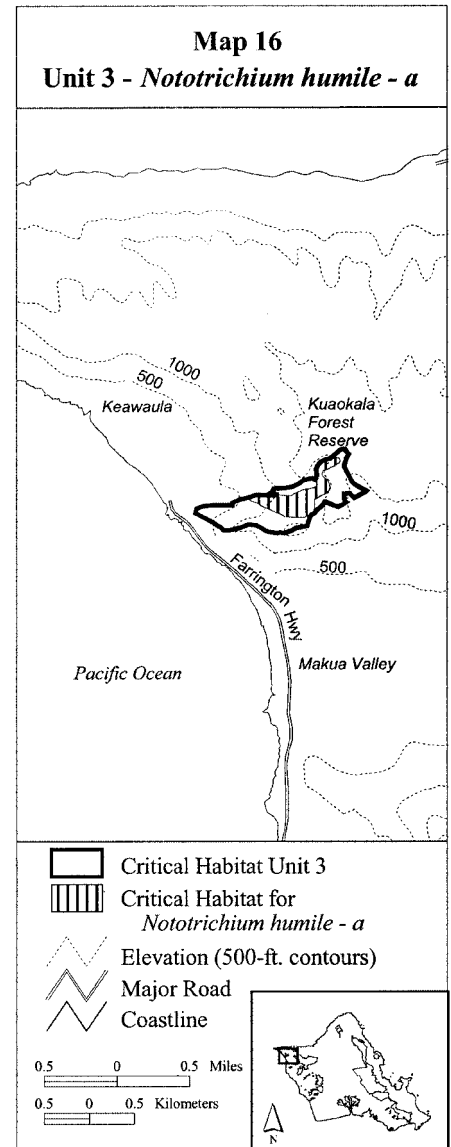 Map 16
Unit 3 - Nototrichium humile - a
1000
500
Keawaula
Kuaokala
Forest
Reserve
1000
500
Farrington Hwy
Makua Valley
Pacific Ocean
Critical Habitat Unit 3
Critical Habitat for
Nototrichium humile - a
Elevation (500-ft. contours)
Major Road
Coastline
0.5 0 0.5 Miles
0.5 0 0.5 Kilometers
N